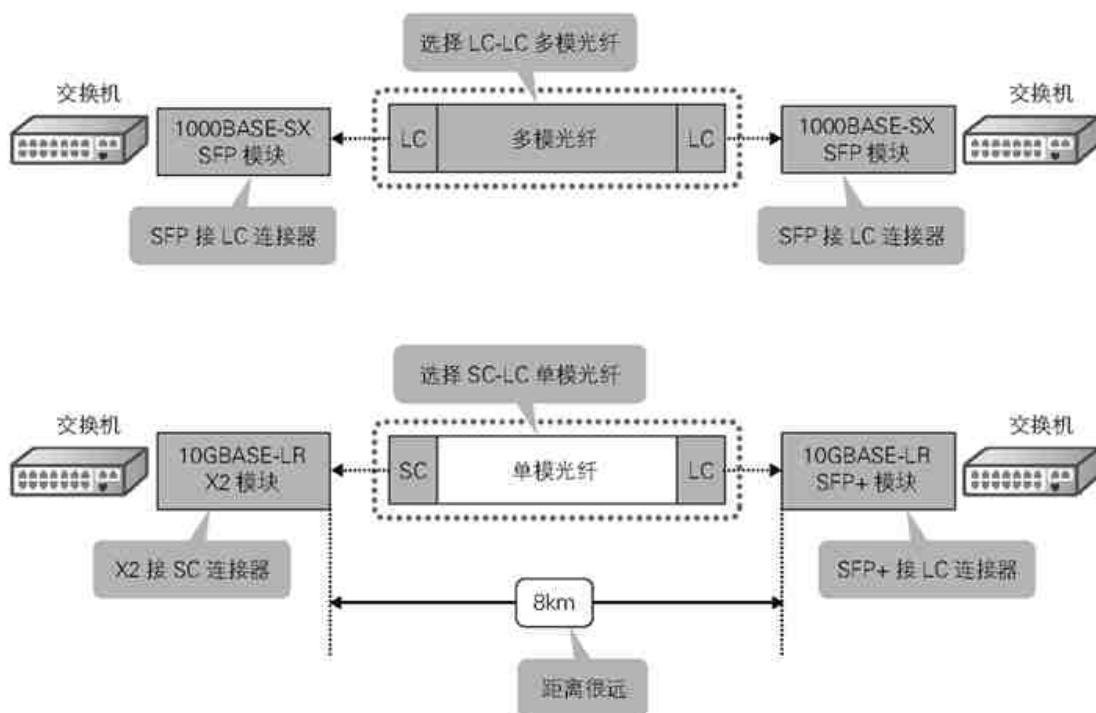 选择 LC-LC 多模光纤
交换机
1000BASE-SX
SFP 模块
LC
多模光纤
LC
1000BASE-SX
SFP 模块
交换机
SFP 接 LC 连接器
SFP 接 LC 连接器
选择 SC-LC 单模光纤
交换机
10GBASE-LR
X2 模块
SC
单模光纤
LC
10GBASE-LR
SFP+ 模块
交换机
X2 接 SC 连接器
SFP+ 接 LC 连接器
8km
距离很远